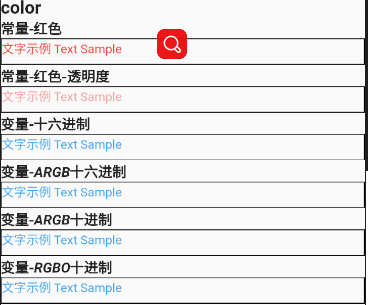 color
常量-红色
文字示例 Text Sample
常量-红色-透明度
文字示例 Text Sample
变量-十六进制
文字示例 Text Sample
变量-ARGB十六进制
文字示例 Text Sample
变量-ARGB十进制
文字示例 Text Sample
变量-RGBO十进制
文字示例 Text Sample